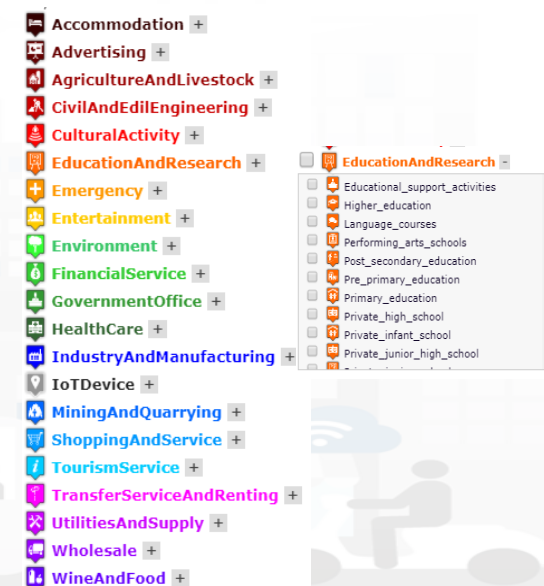 Accommodation +
Advertising +
AgricultureAndLivestock +
CivilAndEdilEngineering +
CulturalActivity +
EducationAndResearch +
Emergency +
Entertainment +
Environment +
FinancialService +
GovernmentOffice +
HealthCare +
IndustryAndManufacturing +
IoTDevice +
MiningAndQuarrying +
ShoppingAndService +
TourismService +
TransferServiceAndRenting +
UtilitiesAndSupply +
Wholesale +
WineAndFood +
EducationAndResearch -
Educational_support_activities
Higher_education
Language_courses
Performing_arts_schools
Post_secondary_education
Pre_primary_education
Primary_education
Private_high_school
Private_infant_school
Private_junior_high_school